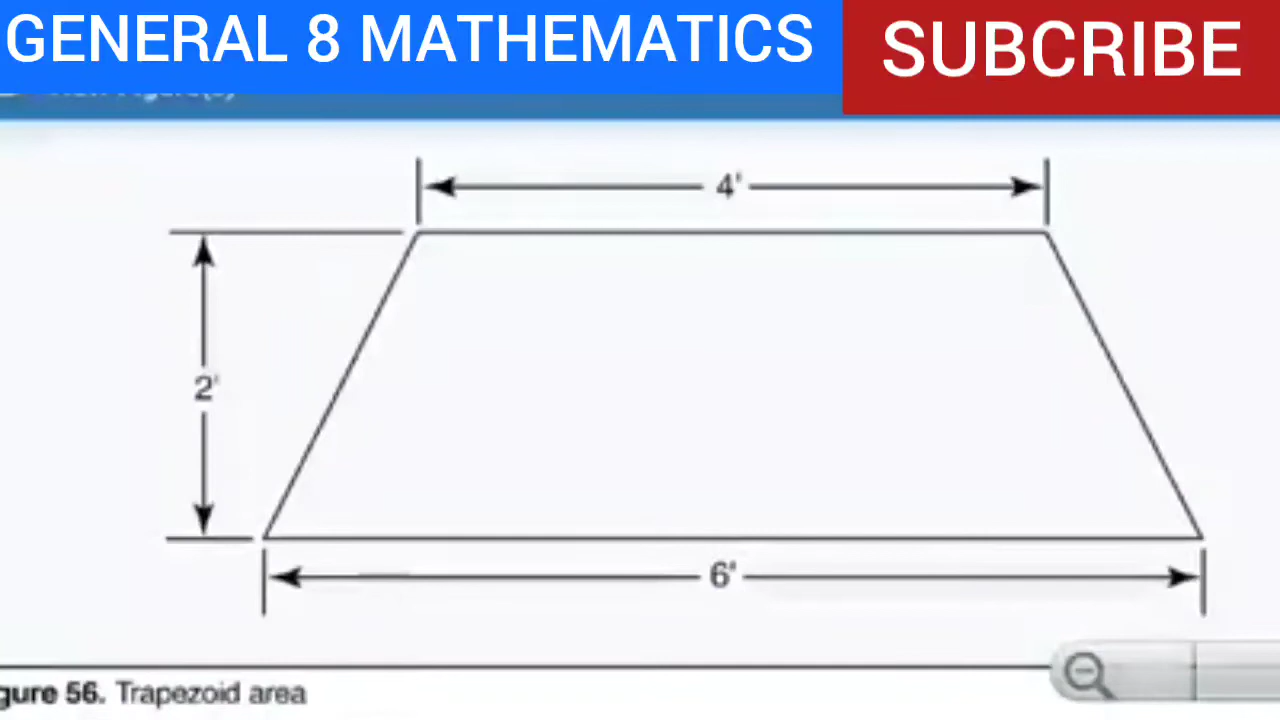 GENERAL 8 MATHEMATICS
SUBCRIBE
4'
2'
6'
gure 56. Trapezoid area